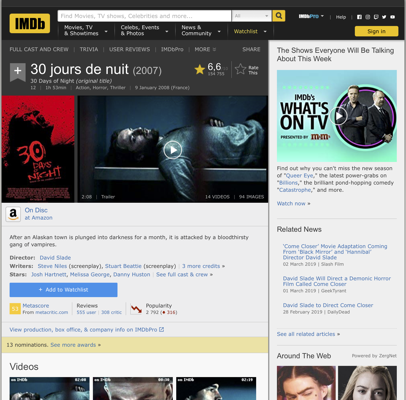 IMDb
Find Movies, TV shows, Celebrities and more...
All
IMDbPro
Help
Movies, TV & Showtimes
Celebs, Events & Photos
News & Community
Watchlist
Sign in
FULL CAST AND CREW | TRIVIA | USER REVIEWS | IMDbPro | MORE
SHARE
30 jours de nuit (2007)
30 Days of Night (original title)
12 | 1h 53min | Action, Horror, Thriller | 9 January 2008 (France)
6,6
Rate This
30
NIGHT
2:08 | Trailer
14 VIDEOS | 94 IMAGES
On Disc
at Amazon
After an Alaskan town is plunged into darkness for a month, it is attacked by a bloodthirsty
gang of vampires.
Director: David Slade
Writers: Steve Niles (screenplay), Stuart Beattie (screenplay) | 3 more credits »
Stars: Josh Hartnett, Melissa George, Danny Huston | See full cast & crew »
+ Add to Watchlist
Metascore
From metacritic.com
Reviews
555 user | 308 critic
Popularity
2 792 (316)
View production, box office, & company info on IMDbPro
13 nominations. See more awards »
Videos
The Shows Everyone Will Be Talking
About This Week
IMDb's
WHAT'S
ON TV
PRESENTED BY
Find out why you can't miss the new season
of "Queer Eye," the latest power-grabs on
"Billions," the brilliant pond-hopping comedy
"Catastrophe," and more.
Watch now »
Related News
'Come Closer' Movie Adaptation Coming
From 'Black Mirror' and 'Hannibal'
Director David Slade
02 March 2019 | Slash Film
David Slade Will Direct a Demonic Horror
Film Called Come Closer
01 March 2019 | GeekTyrant
David Slade to Direct Come Closer
28 February 2019 | DailyDead
See all related articles »
Around The Web
Powered by ZergNet